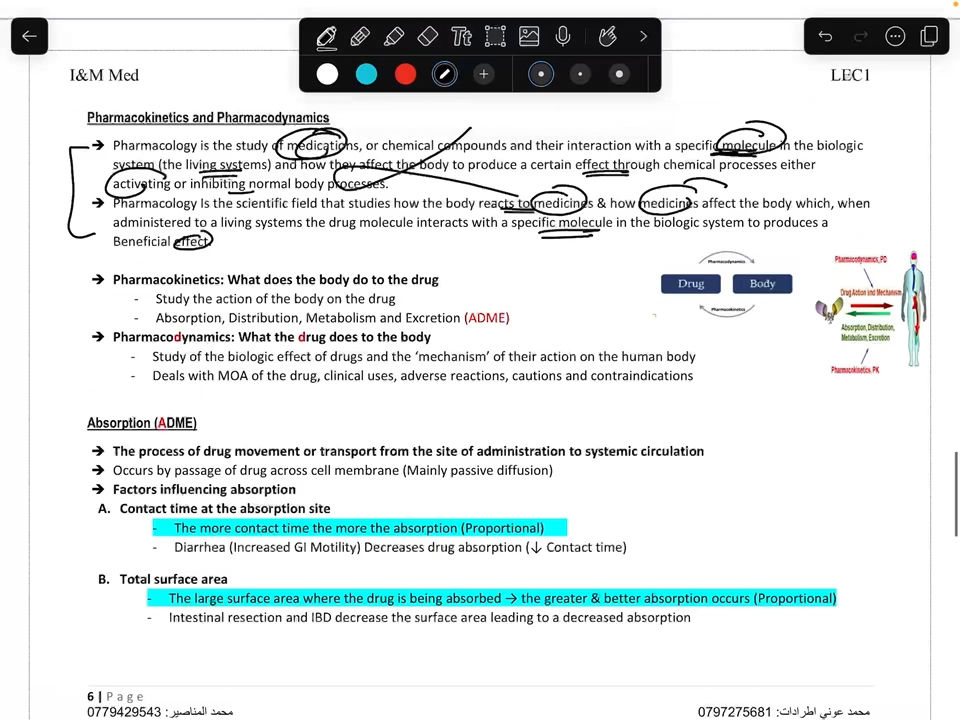 Tt
I&M Med
LEC1
Pharmacokinetics and Pharmacodynamics
→ Pharmacology is the study of medications, or chemical compounds and their interaction with a specific molecule in the biologic
system (the living systems) and how they affect the body to produce a certain effect through chemical processes either
activating or inhibiting normal body processes.
→ Pharmacology Is the scientific field that studies how the body reacts to medicines & how medicines affect the body which, when
administered to a living systems the drug molecule interacts with a specific molecule in the biologic system to produces a
Beneficial effect.
→ Pharmacokinetics: What does the body do to the drug
- Study the action of the body on the drug
- Absorption, Distribution, Metabolism and Excretion (ADME)
→ Pharmacodynamics: What the drug does to the body
- Study of the biologic effect of drugs and the ‘mechanism’ of their action on the human body
- Deals with MOA of the drug, clinical uses, adverse reactions, cautions and contraindications
Pharmacodynamics
Drug Body
Pharmacokinetics
Pharmacodynamics, PD
Drug Action and Mechanism
Absorption, Distribution,
Metabolism, Excretion
Pharmacokinetics, PK
Absorption (ADME)
→ The process of drug movement or transport from the site of administration to systemic circulation
→ Occurs by passage of drug across cell membrane (Mainly passive diffusion)
→ Factors influencing absorption
A. Contact time at the absorption site
- The more contact time the more the absorption (Proportional)
- Diarrhea (Increased GI Motility) Decreases drug absorption (↓ Contact time)
B. Total surface area
- The large surface area where the drug is being absorbed → the greater & better absorption occurs (Proportional)
- Intestinal resection and IBD decrease the surface area leading to a decreased absorption
6 | Page
محمد المناصير: 0779429543
محمد عوني اطرادات: 0797275681